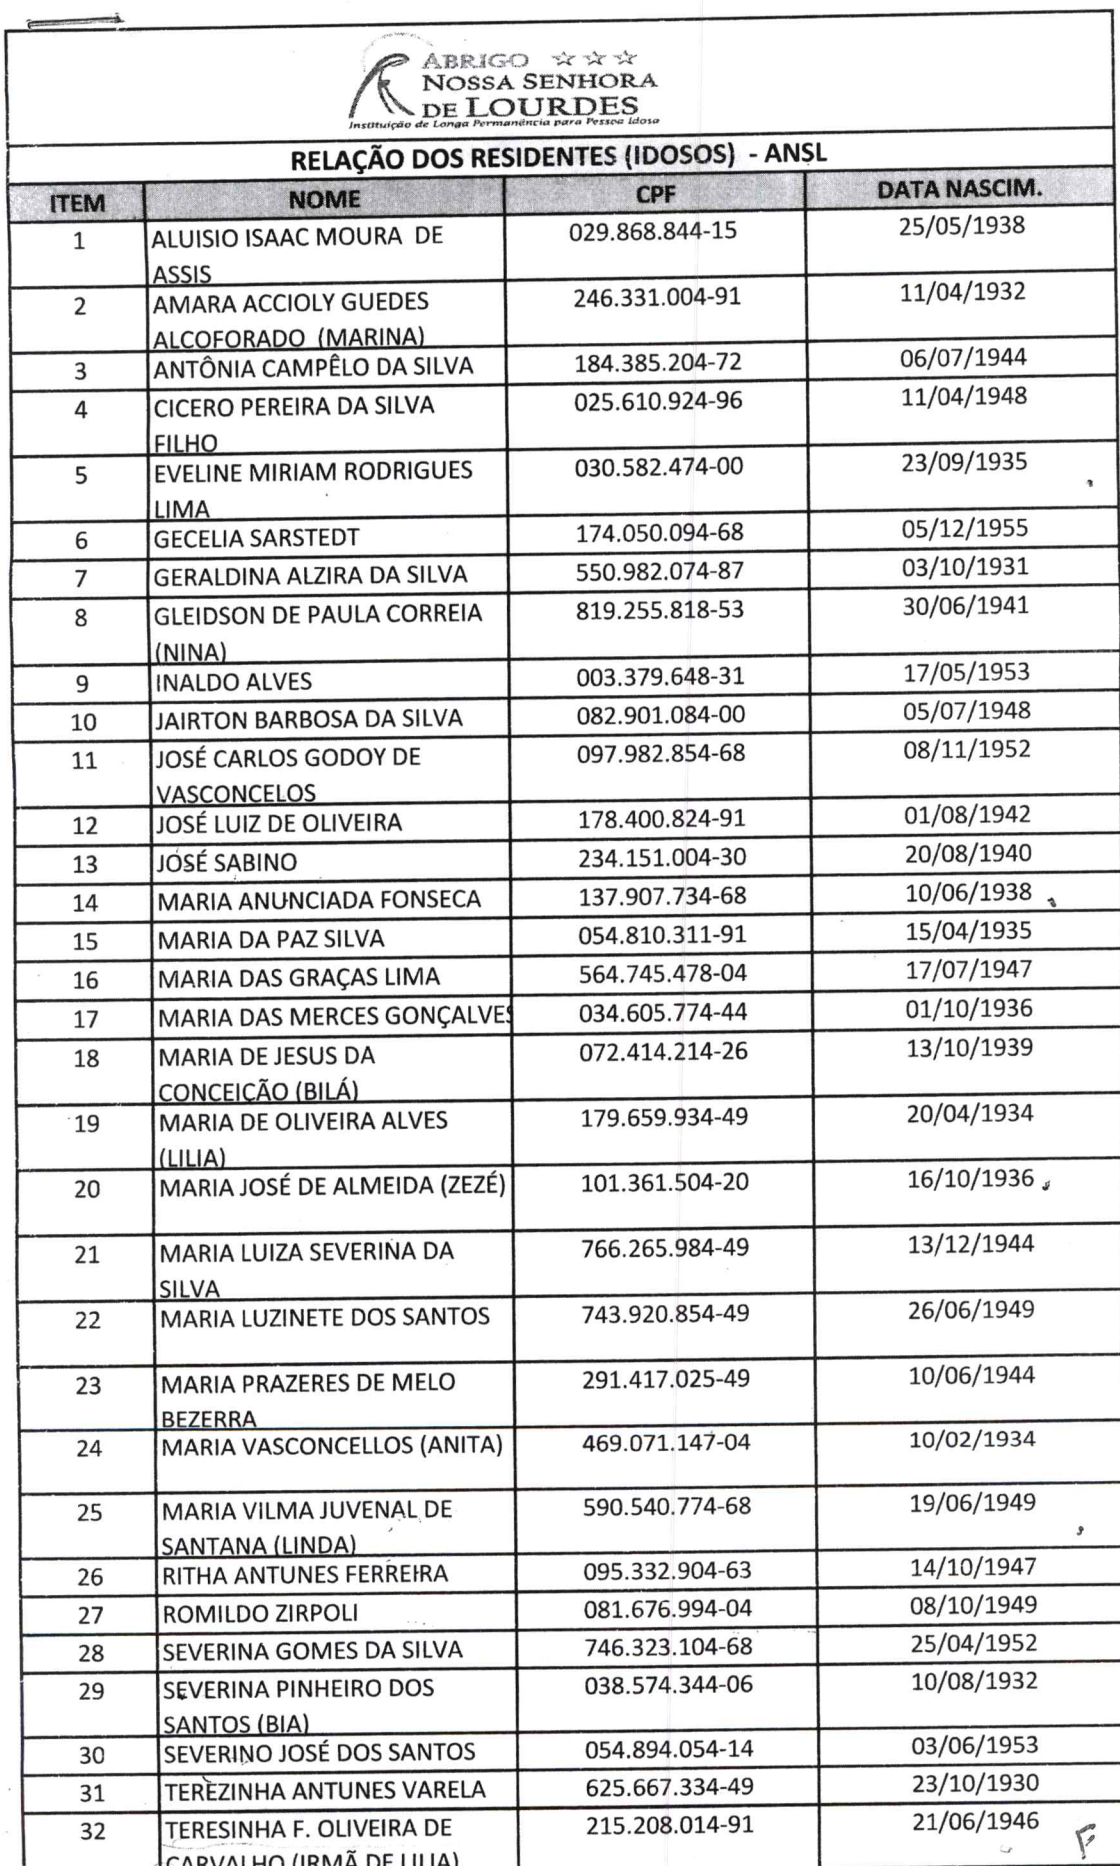 ABRIGO ☆☆☆
NOSSA SENHORA
DE LOURDES
Instituição de Longa Permanência para Pessoa Idosa
RELAÇÃO DOS RESIDENTES (IDOSOS) - ANSL
ITEM NOME CPF DATA NASCIM.
1 ALUISIO ISAAC MOURA DE 029.868.844-15 25/05/1938
ASSIS
2 AMARA ACCIOLY GUEDES 246.331.004-91 11/04/1932
ALCOFORADO (MARINA)
3 ANTÔNIA CAMPÊLO DA SILVA 184.385.204-72 06/07/1944
4 CICERO PEREIRA DA SILVA 025.610.924-96 11/04/1948
FILHO
5 EVELINE MIRIAM RODRIGUES 030.582.474-00 23/09/1935
LIMA
6 GECELIA SARSTEDT 174.050.094-68 05/12/1955
7 GERALDINA ALZIRA DA SILVA 550.982.074-87 03/10/1931
8 GLEIDSON DE PAULA CORREIA 819.255.818-53 30/06/1941
(NINA)
9 INALDO ALVES 003.379.648-31 17/05/1953
10 JAIRTON BARBOSA DA SILVA 082.901.084-00 05/07/1948
11 JOSÉ CARLOS GODOY DE 097.982.854-68 08/11/1952
VASCONCELOS
12 JOSÉ LUIZ DE OLIVEIRA 178.400.824-91 01/08/1942
13 JOSÉ SABINO 234.151.004-30 20/08/1940
14 MARIA ANUNCIADA FONSECA 137.907.734-68 10/06/1938
15 MARIA DA PAZ SILVA 054.810.311-91 15/04/1935
16 MARIA DAS GRAÇAS LIMA 564.745.478-04 17/07/1947
17 MARIA DAS MERCES GONÇALVES 034.605.774-44 01/10/1936
18 MARIA DE JESUS DA 072.414.214-26 13/10/1939
CONCEIÇÃO (BILÁ)
19 MARIA DE OLIVEIRA ALVES 179.659.934-49 20/04/1934
(LILIA)
20 MARIA JOSÉ DE ALMEIDA (ZEZÉ) 101.361.504-20 16/10/1936
21 MARIA LUIZA SEVERINA DA 766.265.984-49 13/12/1944
SILVA
22 MARIA LUZINETE DOS SANTOS 743.920.854-49 26/06/1949
23 MARIA PRAZERES DE MELO 291.417.025-49 10/06/1944
BEZERRA
24 MARIA VASCONCELLOS (ANITA) 469.071.147-04 10/02/1934
25 MARIA VILMA JUVENAL DE 590.540.774-68 19/06/1949
SANTANA (LINDA)
26 RITHA ANTUNES FERREIRA 095.332.904-63 14/10/1947
27 ROMILDO ZIRPOLI 081.676.994-04 08/10/1949
28 SEVERINA GOMES DA SILVA 746.323.104-68 25/04/1952
29 SEVERINA PINHEIRO DOS 038.574.344-06 10/08/1932
SANTOS (BIA)
30 SEVERINO JOSÉ DOS SANTOS 054.894.054-14 03/06/1953
31 TEREZINHA ANTUNES VARELA 625.667.334-49 23/10/1930
32 TERESINHA F. OLIVEIRA DE 215.208.014-91 21/06/1946
CARVALHO (IRMÃ DE LILIA)